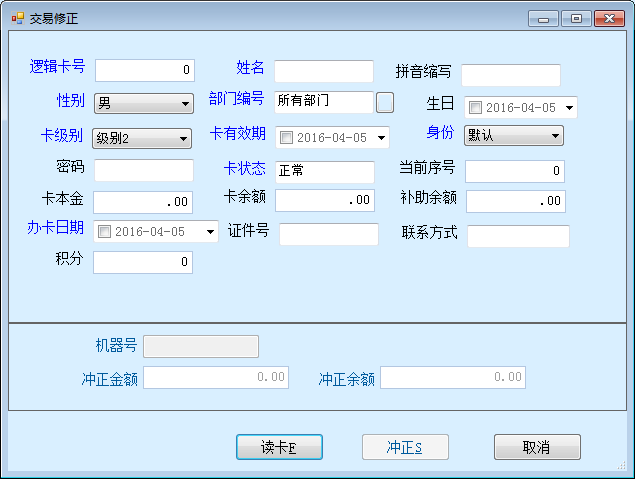 交易修正
逻辑卡号 0 姓名 拼音缩写
性别 男 部门编号 所有部门 生日 2016-04-05
卡级别 级别2 卡有效期 2016-04-05 身份 默认
密码 卡状态 正常 当前序号 0
卡本金 .00 卡余额 .00 补助余额 .00
办卡日期 2016-04-05 证件号 联系方式
积分 0
机器号
冲正金额 0.00 冲正余额 0.00
读卡F 冲正S 取消